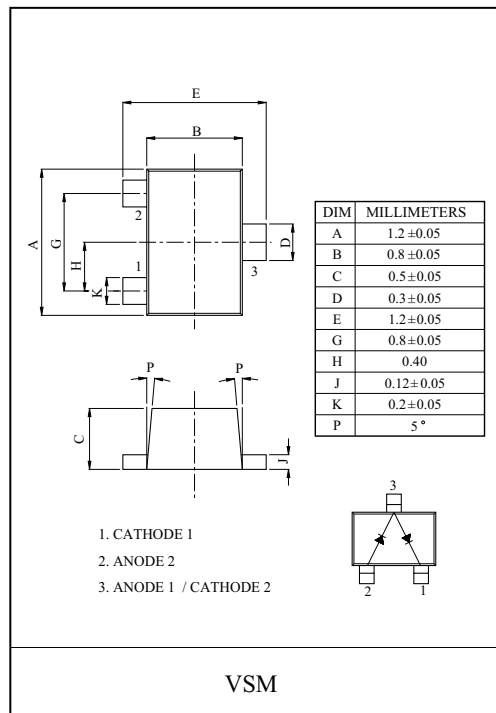 E
B
A
G
H
K
D
2
1
3
DIM MILLIMETERS
A 1.2 ±0.05
B 0.8 ±0.05
C 0.5 ±0.05
D 0.3 ±0.05
E 1.2 ±0.05
G 0.8 ±0.05
H 0.40
J 0.12 ± 0.05
K 0.2 ±0.05
P 5 °
P P
C
J
1. CATHODE 1
2. ANODE 2
3. ANODE 1 / CATHODE 2
3
2 1
VSM